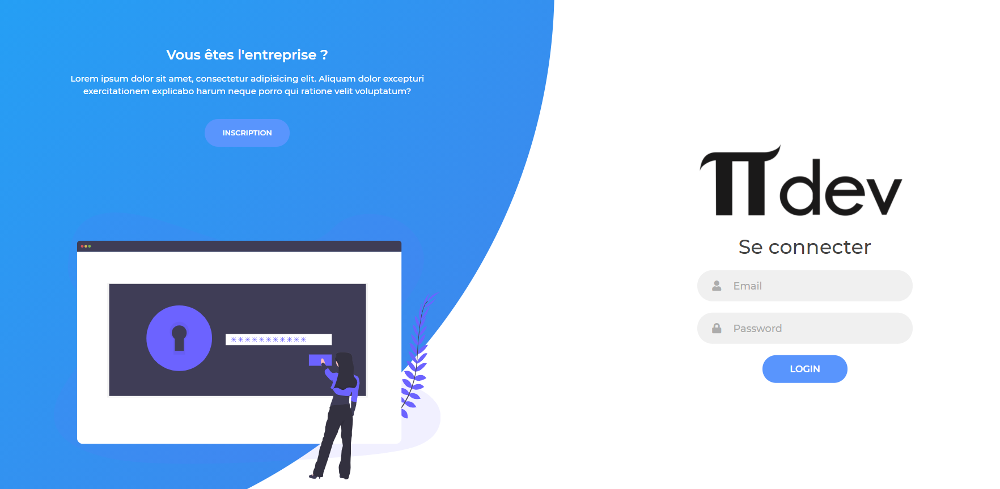 Vous êtes l'entreprise ?
Lorem ipsum dolor sit amet, consectetur adipisicing elit. Aliquam dolor excepturi
exercitationem explicabo harum neque porro qui ratione velit voluptatum?
INSCRIPTION
***********
πdev
Se connecter
Email
Password
LOGIN